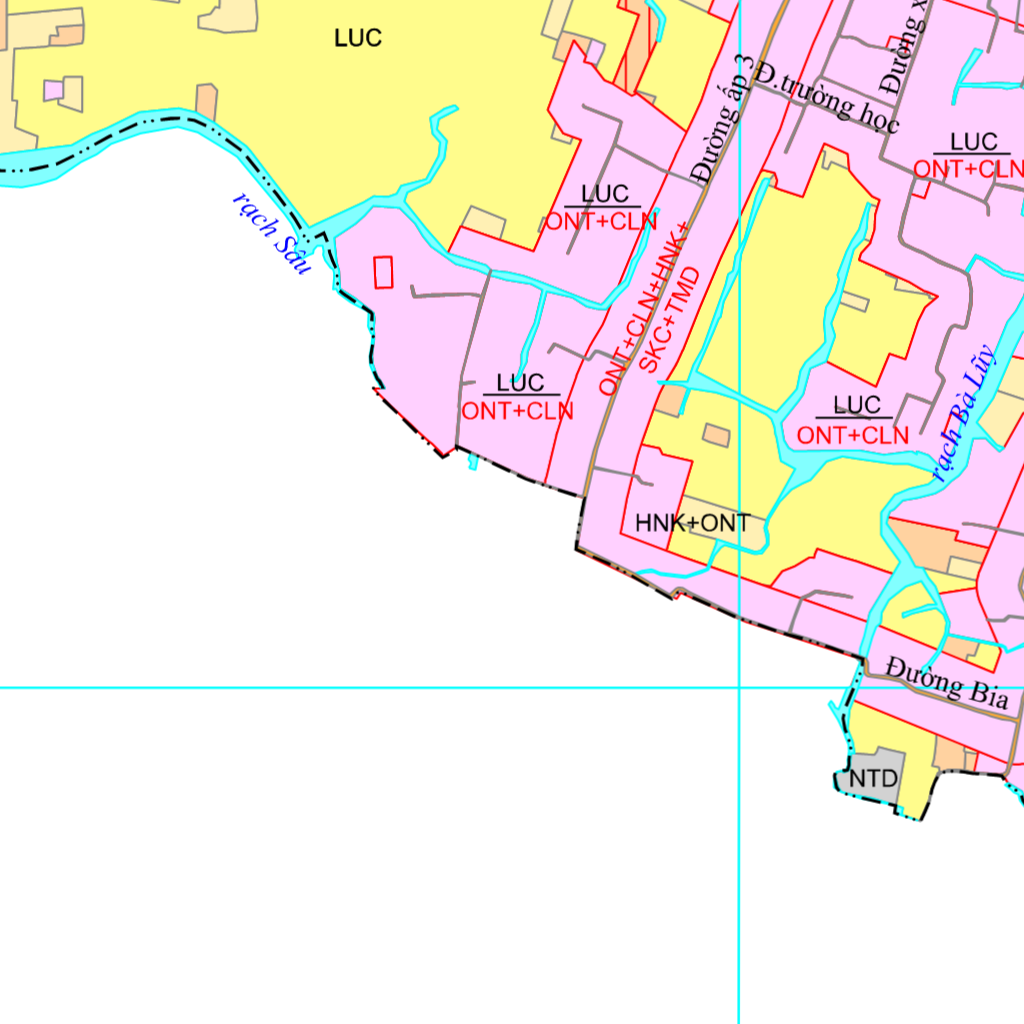 LUC
Đường ấp 3
Đ.trường học
Đường x
LUC
ONT+CLN
LUC
ONT+CLN
rạch Sâu
ONT+CLN+HNK+
SKC+TMD
LUC
ONT+CLN
LUC
ONT+CLN
rạch Bà Lũy
HNK+ONT
Đường Bia
NTD